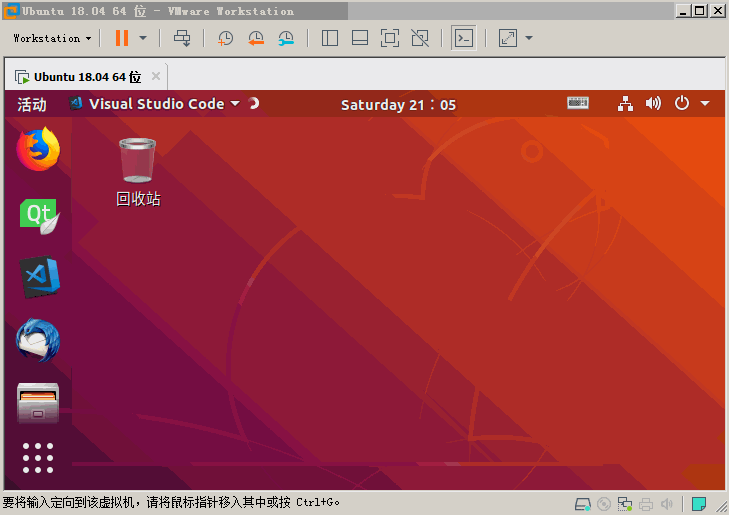 Ubuntu 18.04 64 位 - VMware Workstation
Workstation
Ubuntu 18.04 64 位
活动 Visual Studio Code Saturday 21：05
Qt
回收站
要将输入定向到该虚拟机，请将鼠标指针移入其中或按 Ctrl+G。